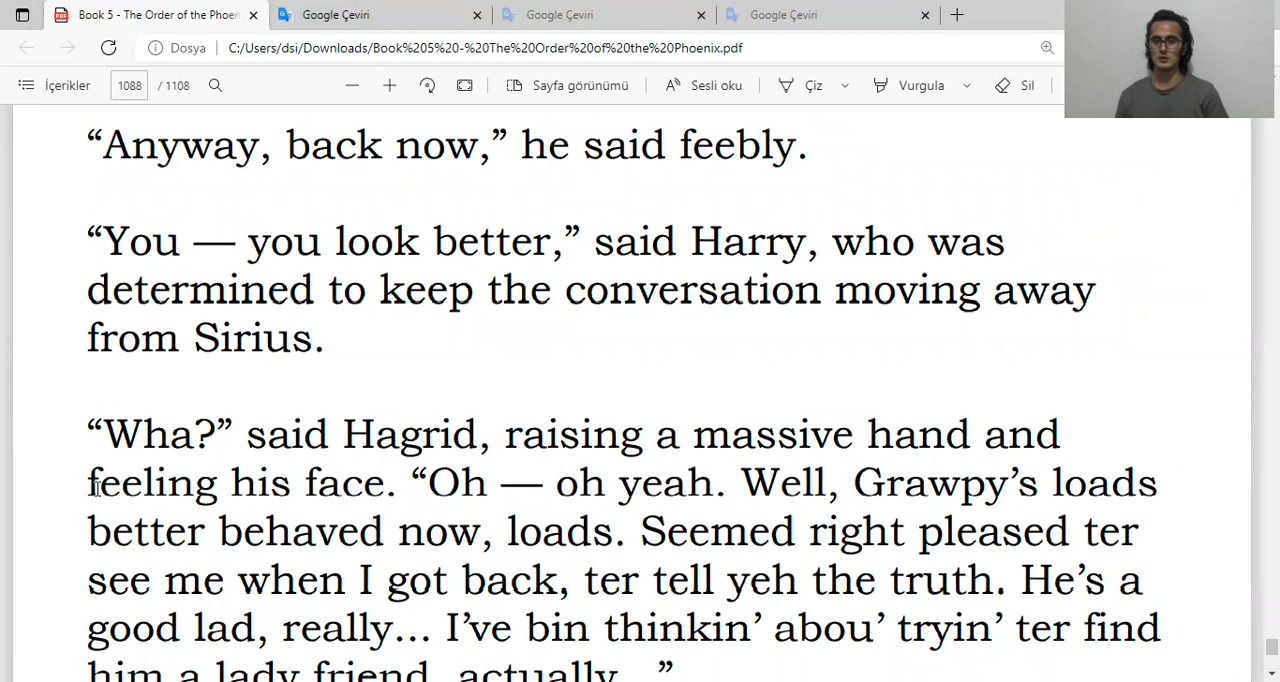 Book 5 - The Order of the Phoen
Google Çeviri
Google Çeviri
Google Çeviri
Dosya
C:/Users/dsi/Downloads/Book%205%20-%20The%20Order%20of%20the%20Phoenix.pdf
İçerikler
1088 / 1108
Sayfa görünümü
Sesli oku
Çiz
Vurgula
Sil
“Anyway, back now,” he said feebly.
“You — you look better,” said Harry, who was
determined to keep the conversation moving away
from Sirius.
“Wha?” said Hagrid, raising a massive hand and
feeling his face. “Oh — oh yeah. Well, Grawpy’s loads
better behaved now, loads. Seemed right pleased ter
see me when I got back, ter tell yeh the truth. He’s a
good lad, really... I’ve bin thinkin’ abou’ tryin’ ter find
him a lady friend, actually...”